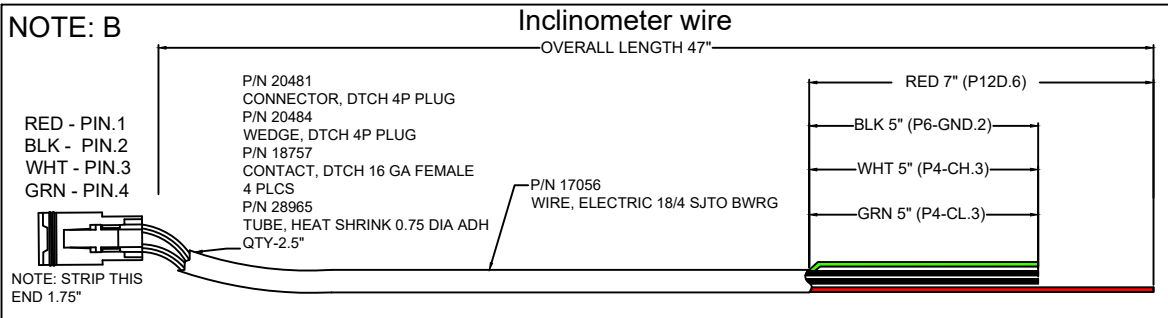 NOTE: B
Inclinometer wire
OVERALL LENGTH 47"
P/N 20481
CONNECTOR, DTCH 4P PLUG
P/N 20484
WEDGE, DTCH 4P PLUG
P/N 18757
CONTACT, DTCH 16 GA FEMALE
4 PLCS
P/N 28965
TUBE, HEAT SHRINK 0.75 DIA ADH
QTY-2.5"
RED - PIN.1
BLK - PIN.2
WHT - PIN.3
GRN - PIN.4
NOTE: STRIP THIS
END 1.75"
P/N 17056
WIRE, ELECTRIC 18/4 SJTO BWRG
RED 7" (P12D.6)
BLK 5" (P6-GND.2)
WHT 5" (P4-CH.3)
GRN 5" (P4-CL.3)